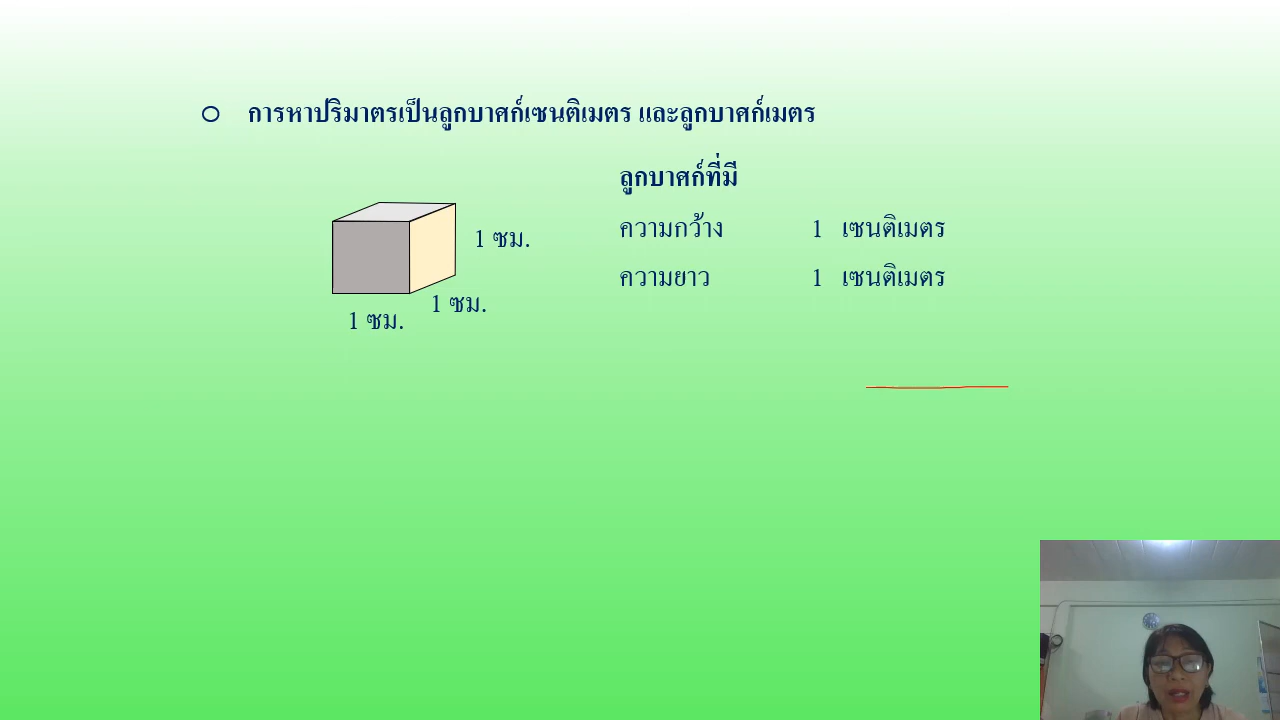 การหาปริมาตรเป็นลูกบาศก์เซนติเมตร และลูกบาศก์เมตร
ลูกบาศก์ที่มี
ความกว้าง 1 เซนติเมตร
1 ซม.
ความยาว 1 เซนติเมตร
1 ซม.
1 ซม.